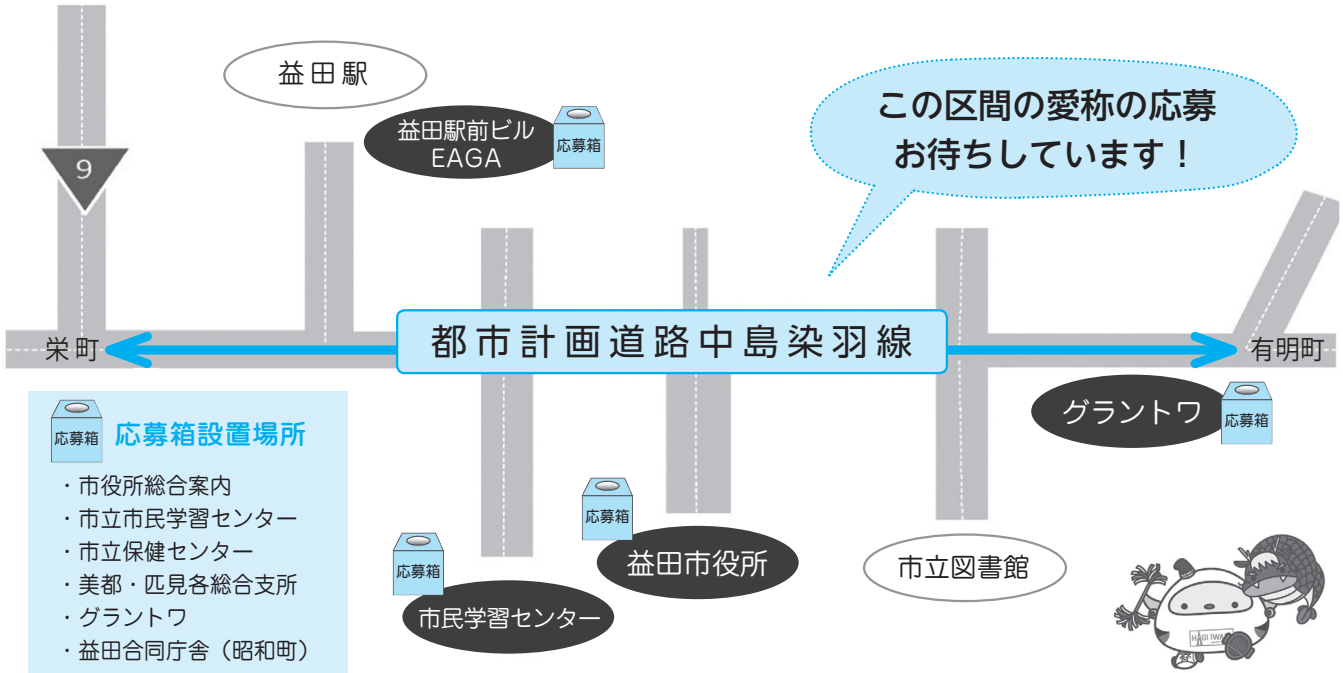 益田駅
益田駅前ビル
EAGA
応募箱
この区間の愛称の応募
お待ちしています！
9
都市計画道路中島染羽線
栄町
有明町
グラントワ
応募箱
応募箱
応募箱設置場所
・市役所総合案内
・市立市民学習センター
・市立保健センター
・美都・匹見各総合支所
・グラントワ
・益田合同庁舎（昭和町）
応募箱
益田市役所
市立図書館
応募箱
市民学習センター